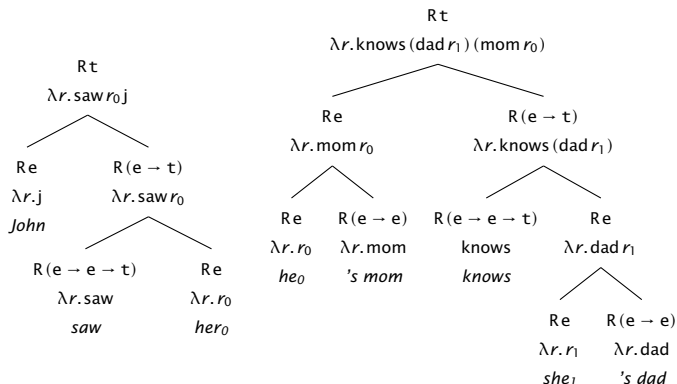 R t
λr.saw r₀ j
R e
λr.j
John
R (e → t)
λr.saw r₀
R (e → e → t)
λr.saw
saw
R e
λr. r₀
her₀
R t
λr.knows (dad r₁) (mom r₀)
R e
λr.mom r₀
R (e → t)
λr.knows (dad r₁)
R e
λr. r₀
he₀
R (e → e)
λr.mom
's mom
R (e → e → t)
knows
knows
R e
λr.dad r₁
R e
λr. r₁
she₁
R (e → e)
λr.dad
's dad